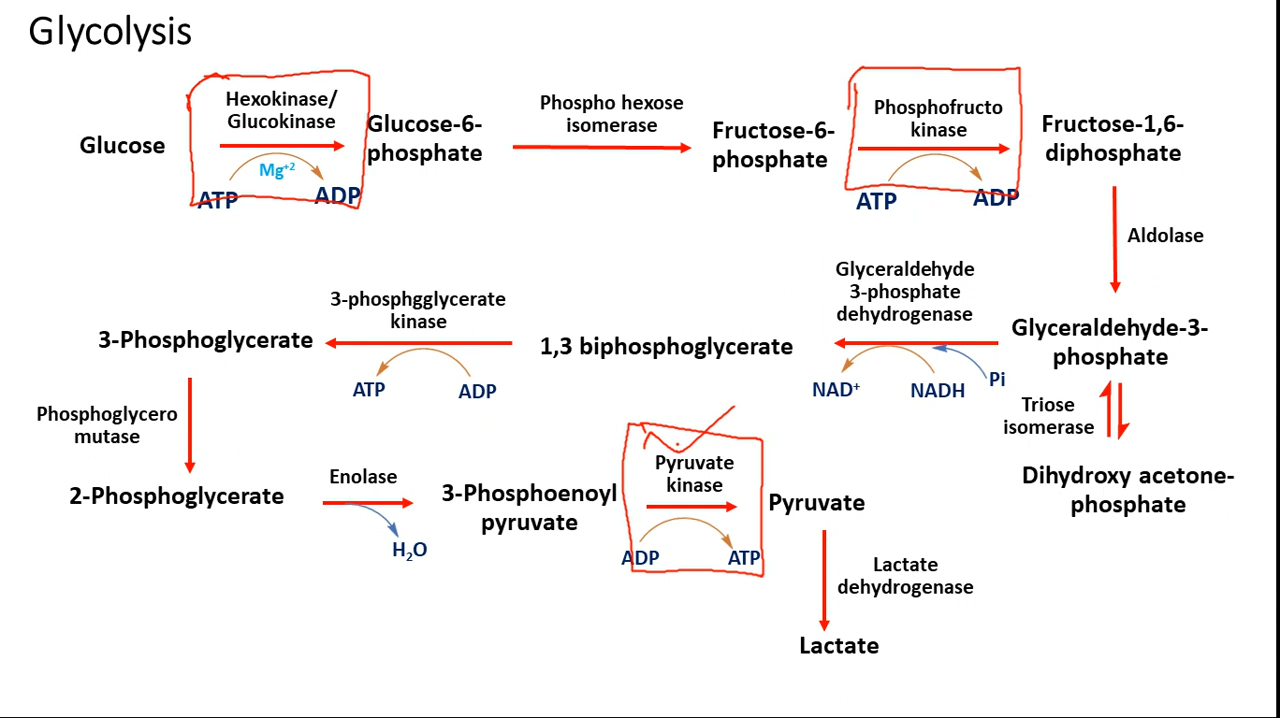 Glycolysis
Glucose
Hexokinase/
Glucokinase
Mg+2
ATP
ADP
Glucose-6-
phosphate
Phospho hexose
isomerase
Fructose-6-
phosphate
Phosphofructo
kinase
ATP
ADP
Fructose-1,6-
diphosphate
Aldolase
Glyceraldehyde-3-
phosphate
Triose
isomerase
Dihydroxy acetone-
phosphate
Glyceraldehyde
3-phosphate
dehydrogenase
NAD+
NADH
Pi
1,3 biphosphoglycerate
3-phosphgglycerate
kinase
ATP
ADP
3-Phosphoglycerate
Phosphoglycero
mutase
2-Phosphoglycerate
Enolase
H2O
3-Phosphoenoyl
pyruvate
Pyruvate
kinase
ADP
ATP
Pyruvate
Lactate
dehydrogenase
Lactate